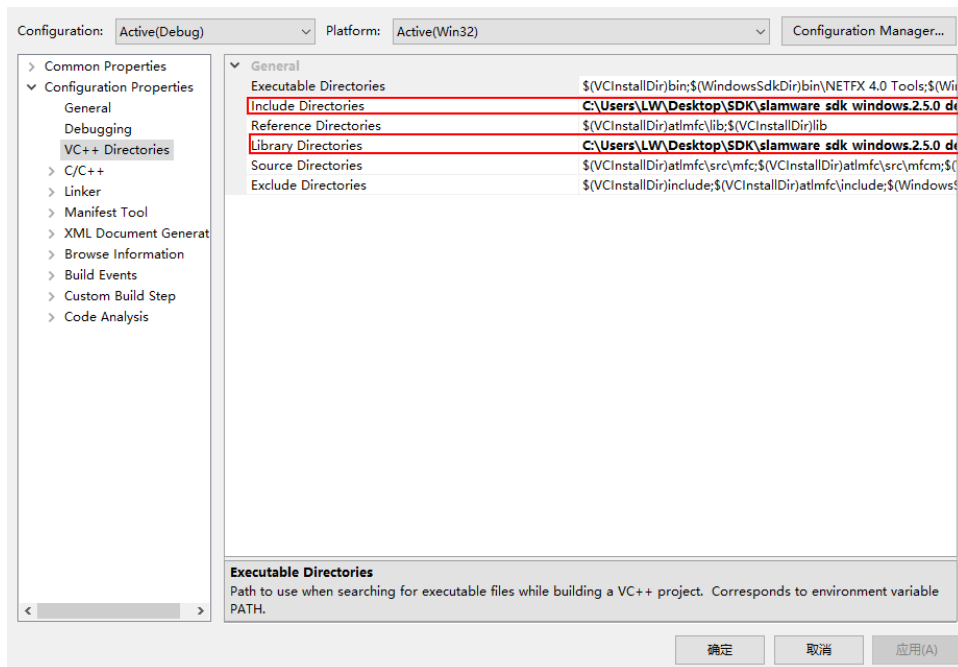 Configuration: Active(Debug) Platform: Active(Win32) Configuration Manager...
Common Properties
Configuration Properties
General
Debugging
VC++ Directories
C/C++
Linker
Manifest Tool
XML Document Generat
Browse Information
Build Events
Custom Build Step
Code Analysis
General
Executable Directories $(VCInstallDir)bin;$(WindowsSdkDir)bin\NETFX 4.0 Tools;$(Wi
Include Directories C:\Users\LW\Desktop\SDK\slamware sdk windows.2.5.0 de
Reference Directories $(VCInstallDir)atlmfc\lib;$(VCInstallDir)lib
Library Directories C:\Users\LW\Desktop\SDK\slamware sdk windows.2.5.0 de
Source Directories $(VCInstallDir)atlmfc\src\mfc;$(VCInstallDir)atlmfc\src\mfcm;$(
Exclude Directories $(VCInstallDir)include;$(VCInstallDir)atlmfc\include;$(WindowsS
Executable Directories
Path to use when searching for executable files while building a VC++ project. Corresponds to environment variable
PATH.
确定 取消 应用(A)